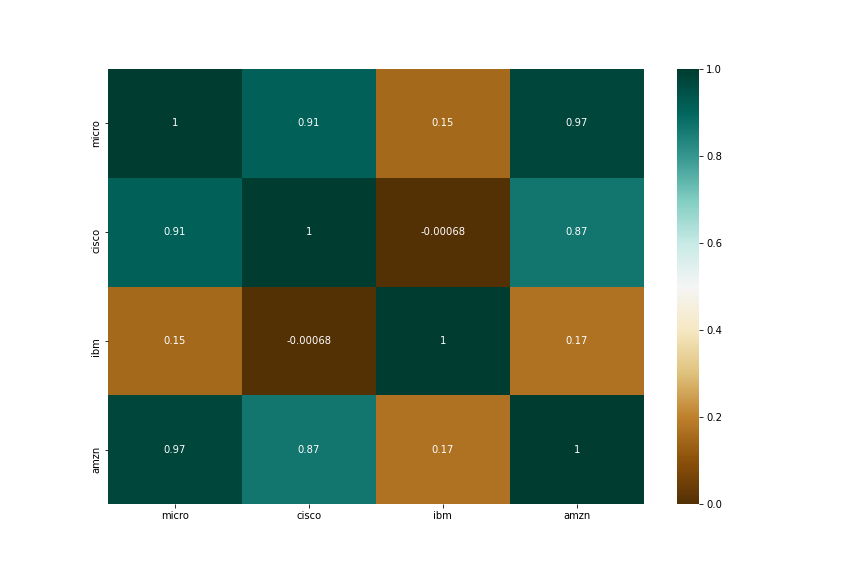 1.0
micro 1 0.91 0.15 0.97
0.8
cisco 0.91 1 -0.00068 0.87
0.6
0.4
ibm 0.15 -0.00068 1 0.17
0.2
amzn 0.97 0.87 0.17 1
0.0
micro cisco ibm amzn